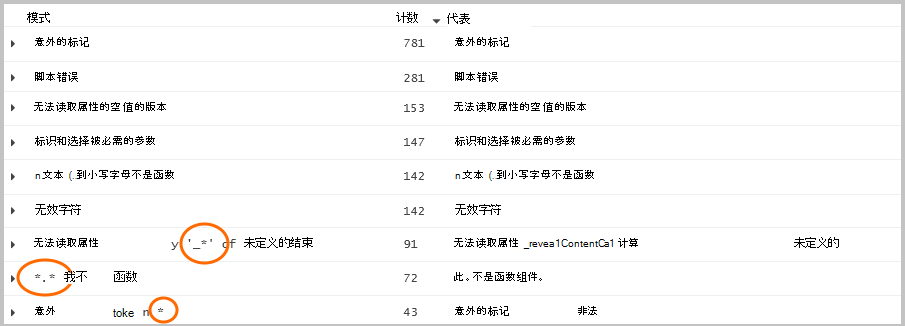 模式 计数 代表
意外的标记 781 意外的标记
脚本错误 281 脚本错误
无法读取属性的空值的版本 153 无法读取属性的空值的版本
标识和选择被必需的参数 147 标识和选择被必需的参数
n文本 (.到小写字母不是函数 142 n文本 (.到小写字母不是函数
无效字符 142 无效字符
无法读取属性 y '_*' of 未定义的结束 91 无法读取属性 _revea1ContentCa1 计算 未定义的
*.* 我不 函数 72 此。不是函数组件。
意外 toke n * 43 意外的标记 非法